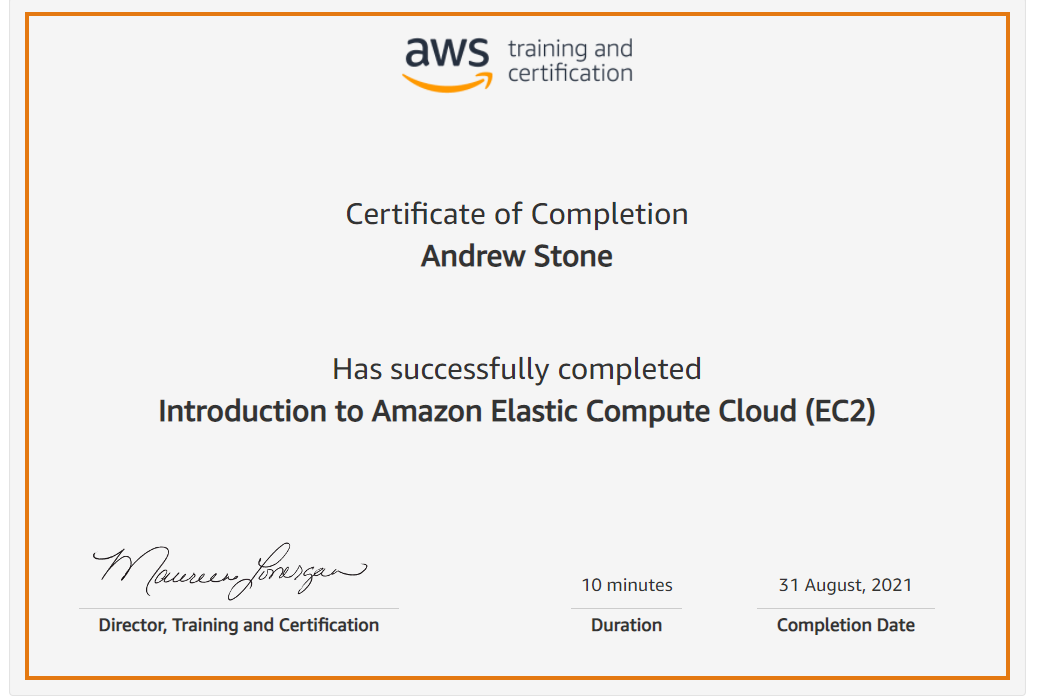 aws training and
certification
Certificate of Completion
Andrew Stone
Has successfully completed
Introduction to Amazon Elastic Compute Cloud (EC2)
Maureen Lonergan
10 minutes
31 August, 2021
Director, Training and Certification
Duration
Completion Date